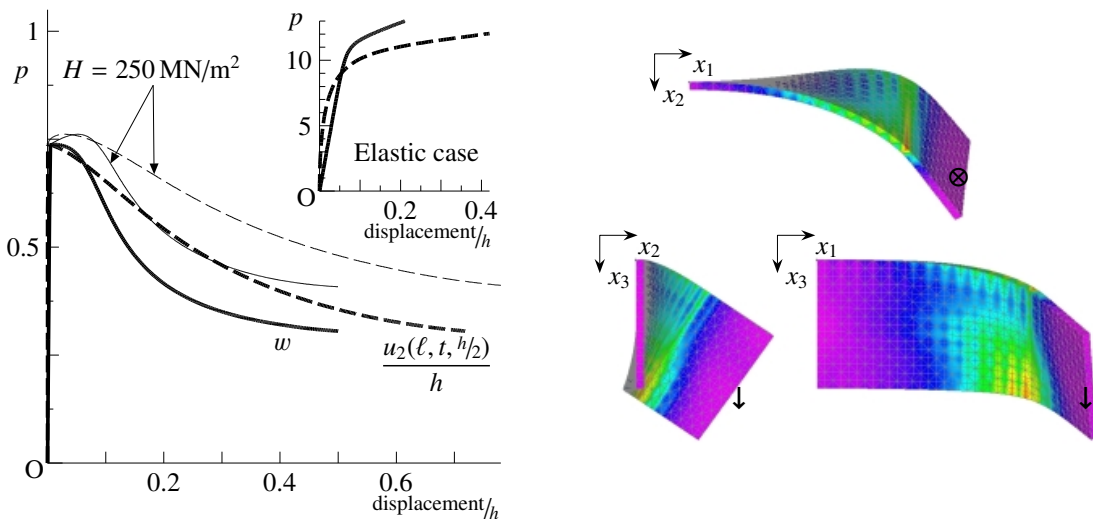 1
p
H = 250 MN/m²
0.5
O
0.2
0.4
0.6
displacement/h
w
u₂(ℓ, t, h/2)
h
p
10
5
O
0.2
0.4
displacement/h
Elastic case
x₁
x₂
x₂
x₃
x₁
x₃